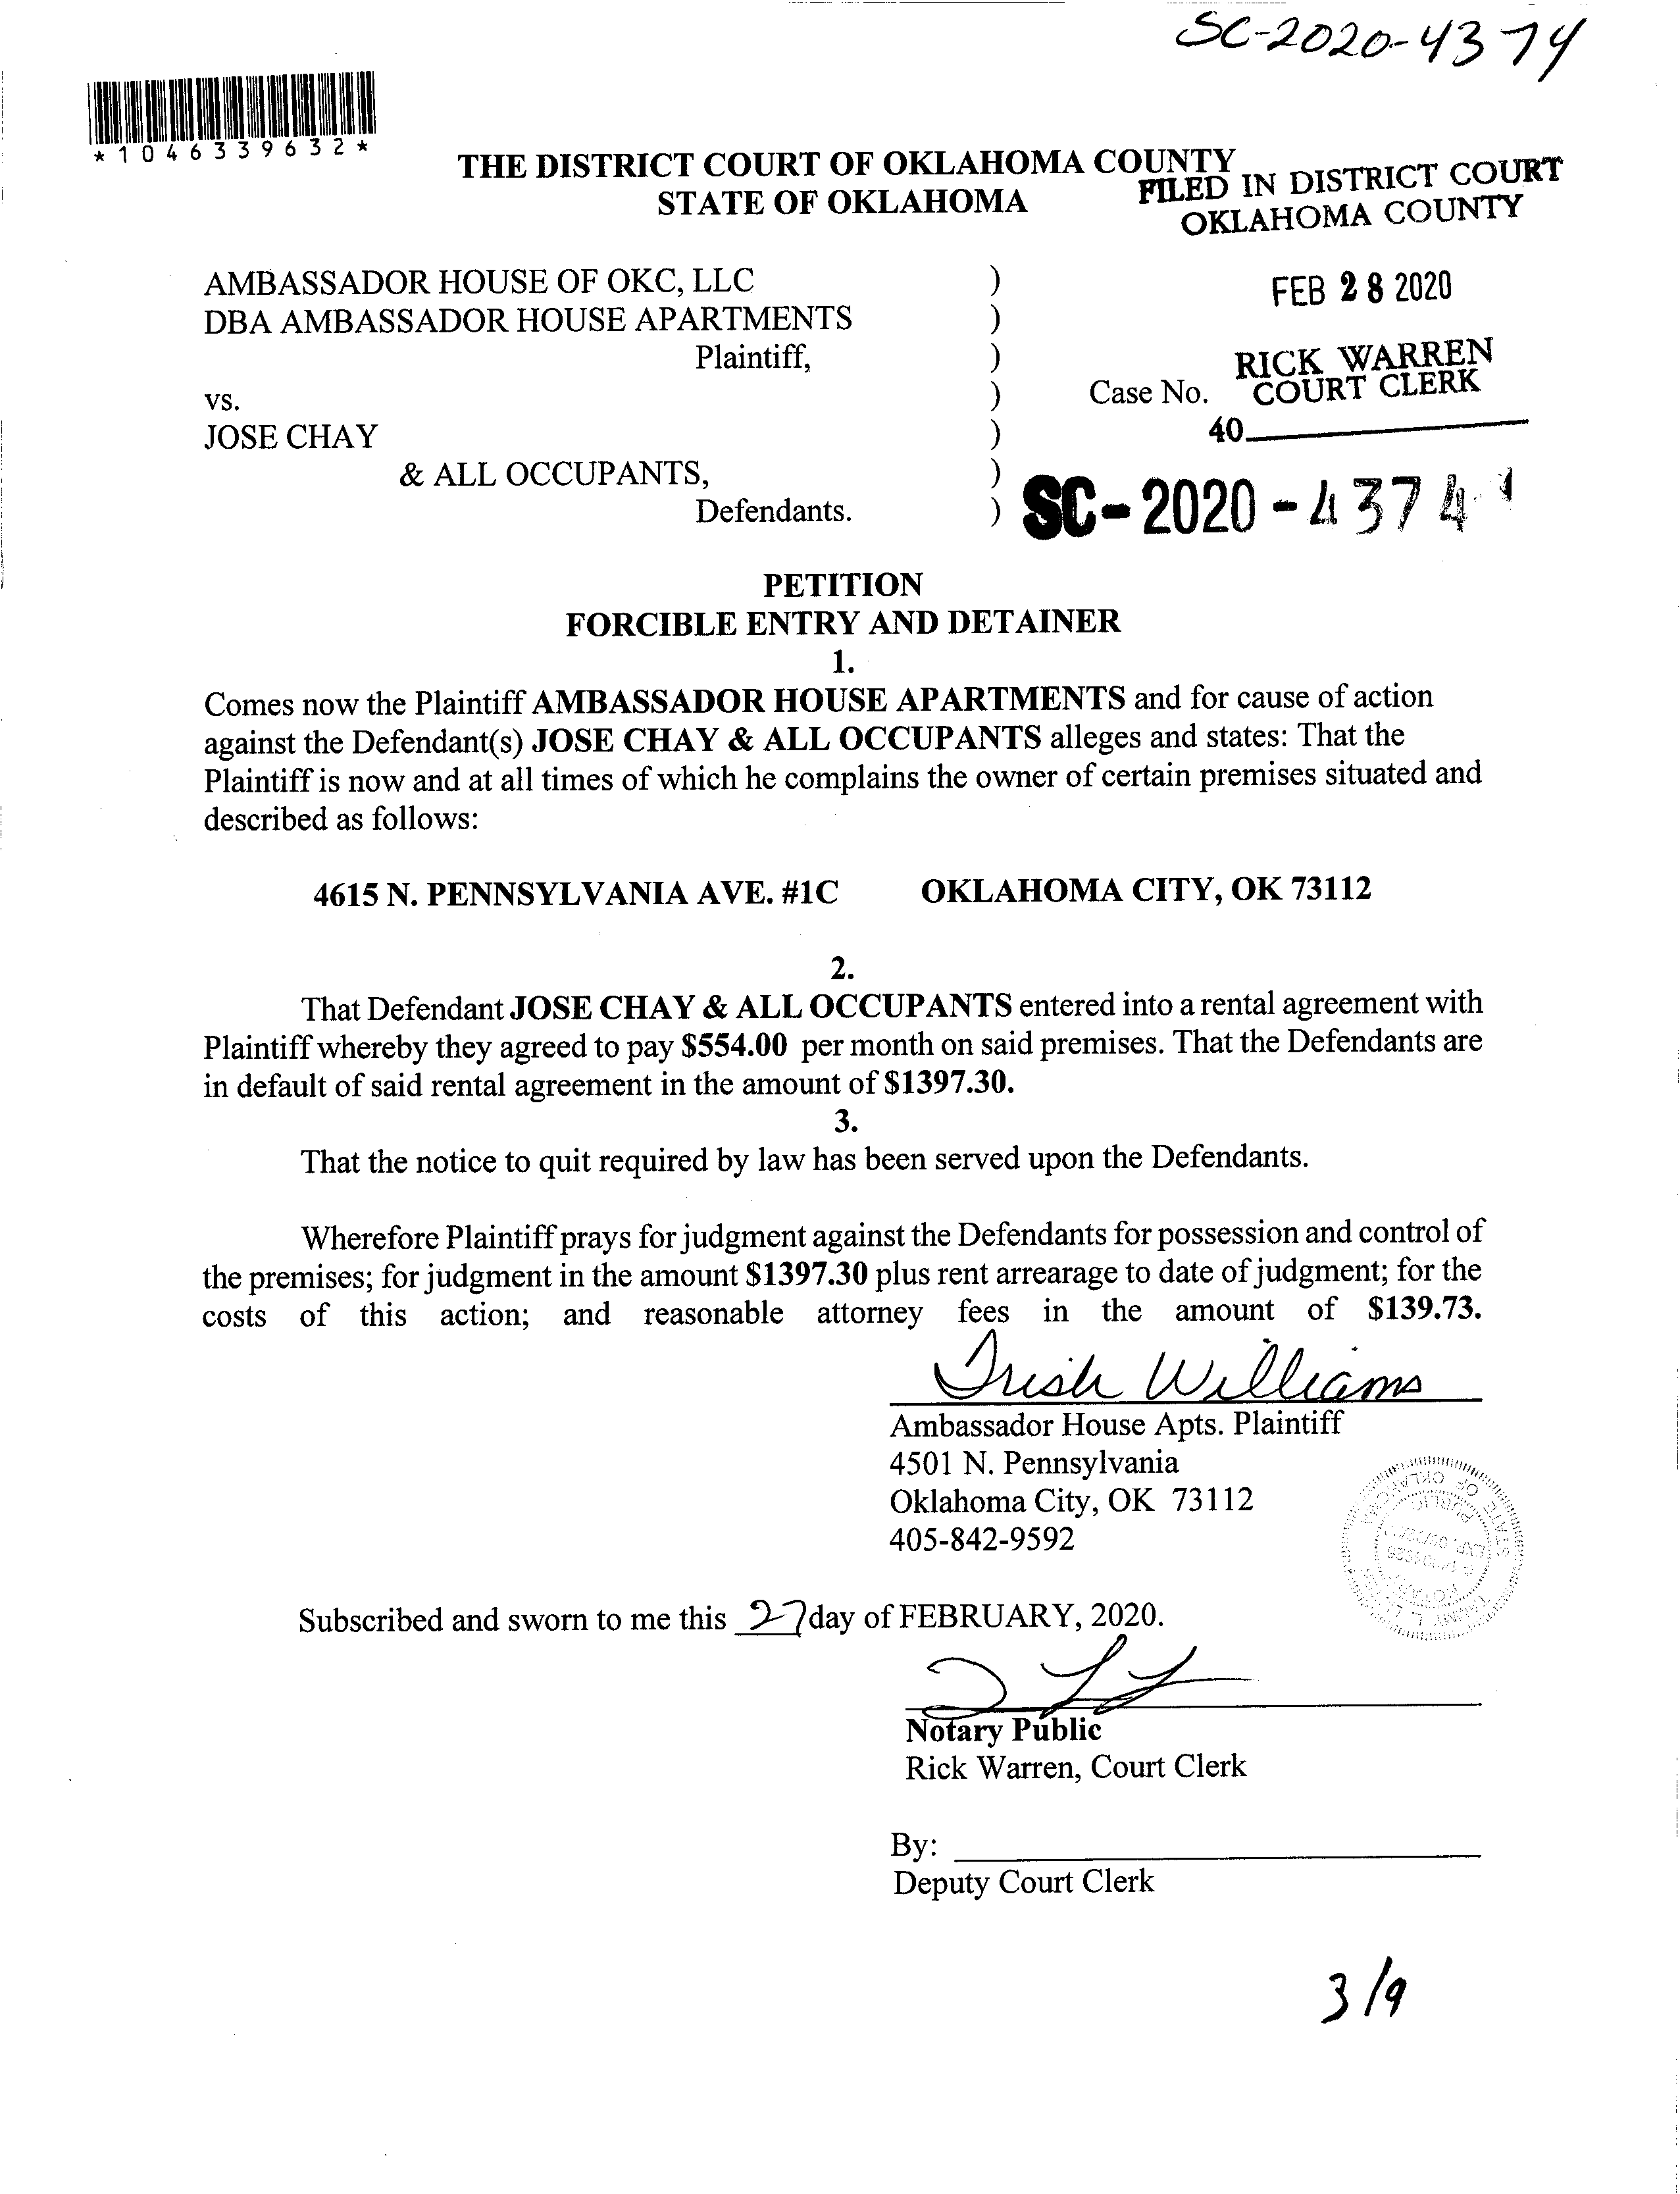 SC-2020-4374
*1046339632*
THE DISTRICT COURT OF OKLAHOMA COUNTY
STATE OF OKLAHOMA
FILED IN DISTRICT COURT
OKLAHOMA COUNTY
AMBASSADOR HOUSE OF OKC, LLC )
FEB 28 2020
DBA AMBASSADOR HOUSE APARTMENTS )
Plaintiff, )
RICK WARREN
vs. ) Case No. COURT CLERK
JOSE CHAY )
40
& ALL OCCUPANTS, )
Defendants. ) SC-2020-4374
PETITION
FORCIBLE ENTRY AND DETAINER
1.
Comes now the Plaintiff AMBASSADOR HOUSE APARTMENTS and for cause of action
against the Defendant(s) JOSE CHAY & ALL OCCUPANTS alleges and states: That the
Plaintiff is now and at all times of which he complains the owner of certain premises situated and
described as follows:
4615 N. PENNSYLVANIA AVE. #1C OKLAHOMA CITY, OK 73112
2.
That Defendant JOSE CHAY & ALL OCCUPANTS entered into a rental agreement with
Plaintiff whereby they agreed to pay $554.00 per month on said premises. That the Defendants are
in default of said rental agreement in the amount of $1397.30.
3.
That the notice to quit required by law has been served upon the Defendants.
Wherefore Plaintiff prays for judgment against the Defendants for possession and control of
the premises; for judgment in the amount $1397.30 plus rent arrearage to date of judgment; for the
costs of this action; and reasonable attorney fees in the amount of $139.73.
Trish Williams
Ambassador House Apts. Plaintiff
4501 N. Pennsylvania
Oklahoma City, OK 73112
405-842-9592
STATE OF OKLAHOMA
PUBLIC
Subscribed and sworn to me this 27 day of FEBRUARY, 2020.
Notary Public
Rick Warren, Court Clerk
By:
Deputy Court Clerk
3/9